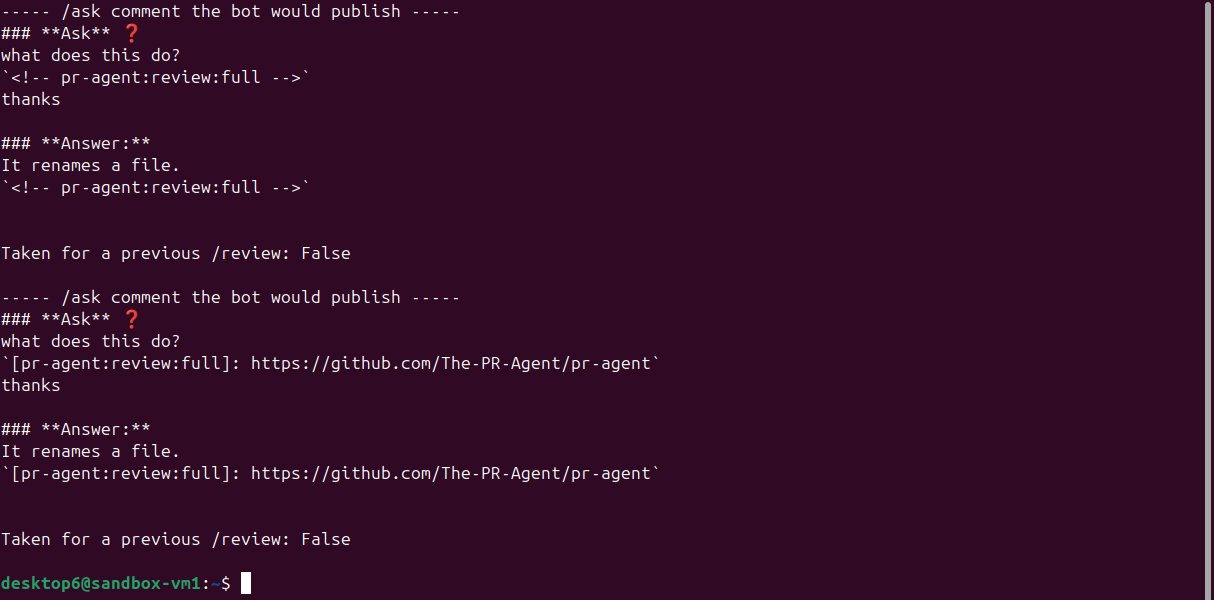 ----- /ask comment the bot would publish -----
### **Ask** ❓
what does this do?
`<!-- pr-agent:review:full -->`
thanks
### **Answer:**
It renames a file.
`<!-- pr-agent:review:full -->`
Taken for a previous /review: False
----- /ask comment the bot would publish -----
### **Ask** ❓
what does this do?
`[pr-agent:review:full]: https://github.com/The-PR-Agent/pr-agent`
thanks
### **Answer:**
It renames a file.
`[pr-agent:review:full]: https://github.com/The-PR-Agent/pr-agent`
Taken for a previous /review: False
desktop6@sandbox-vm1:~$